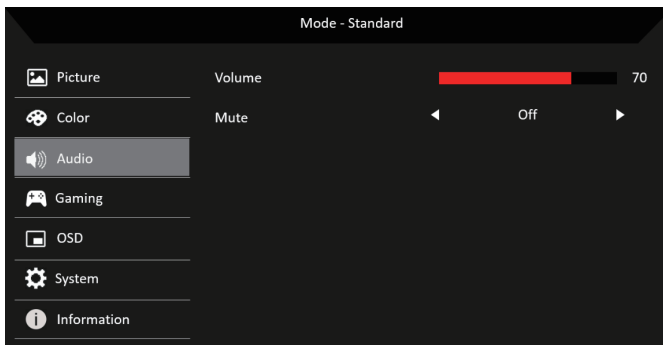 Mode - Standard
Picture
Volume 70
Color
Mute Off
Audio
Gaming
OSD
System
Information